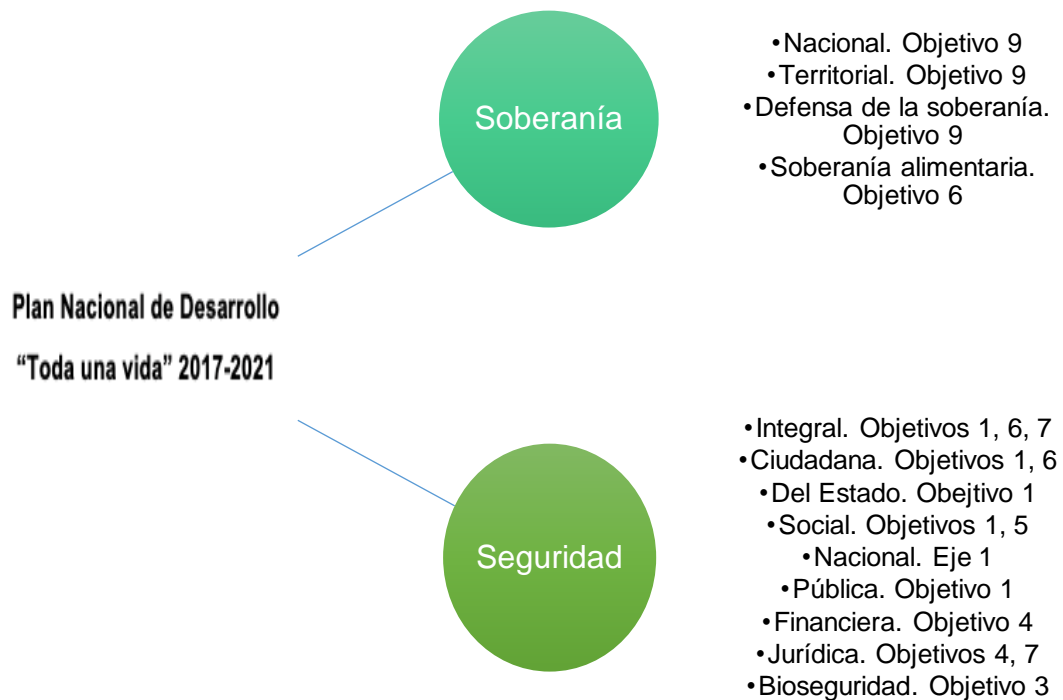 Soberanía
•Nacional. Objetivo 9
•Territorial. Objetivo 9
•Defensa de la soberanía.
Objetivo 9
•Soberanía alimentaria.
Objetivo 6
Plan Nacional de Desarrollo
“Toda una vida” 2017-2021
Seguridad
•Integral. Objetivos 1, 6, 7
•Ciudadana. Objetivos 1, 6
•Del Estado. Obejtivo 1
•Social. Objetivos 1, 5
•Nacional. Eje 1
•Pública. Objetivo 1
•Financiera. Objetivo 4
•Jurídica. Objetivos 4, 7
•Bioseguridad. Objetivo 3